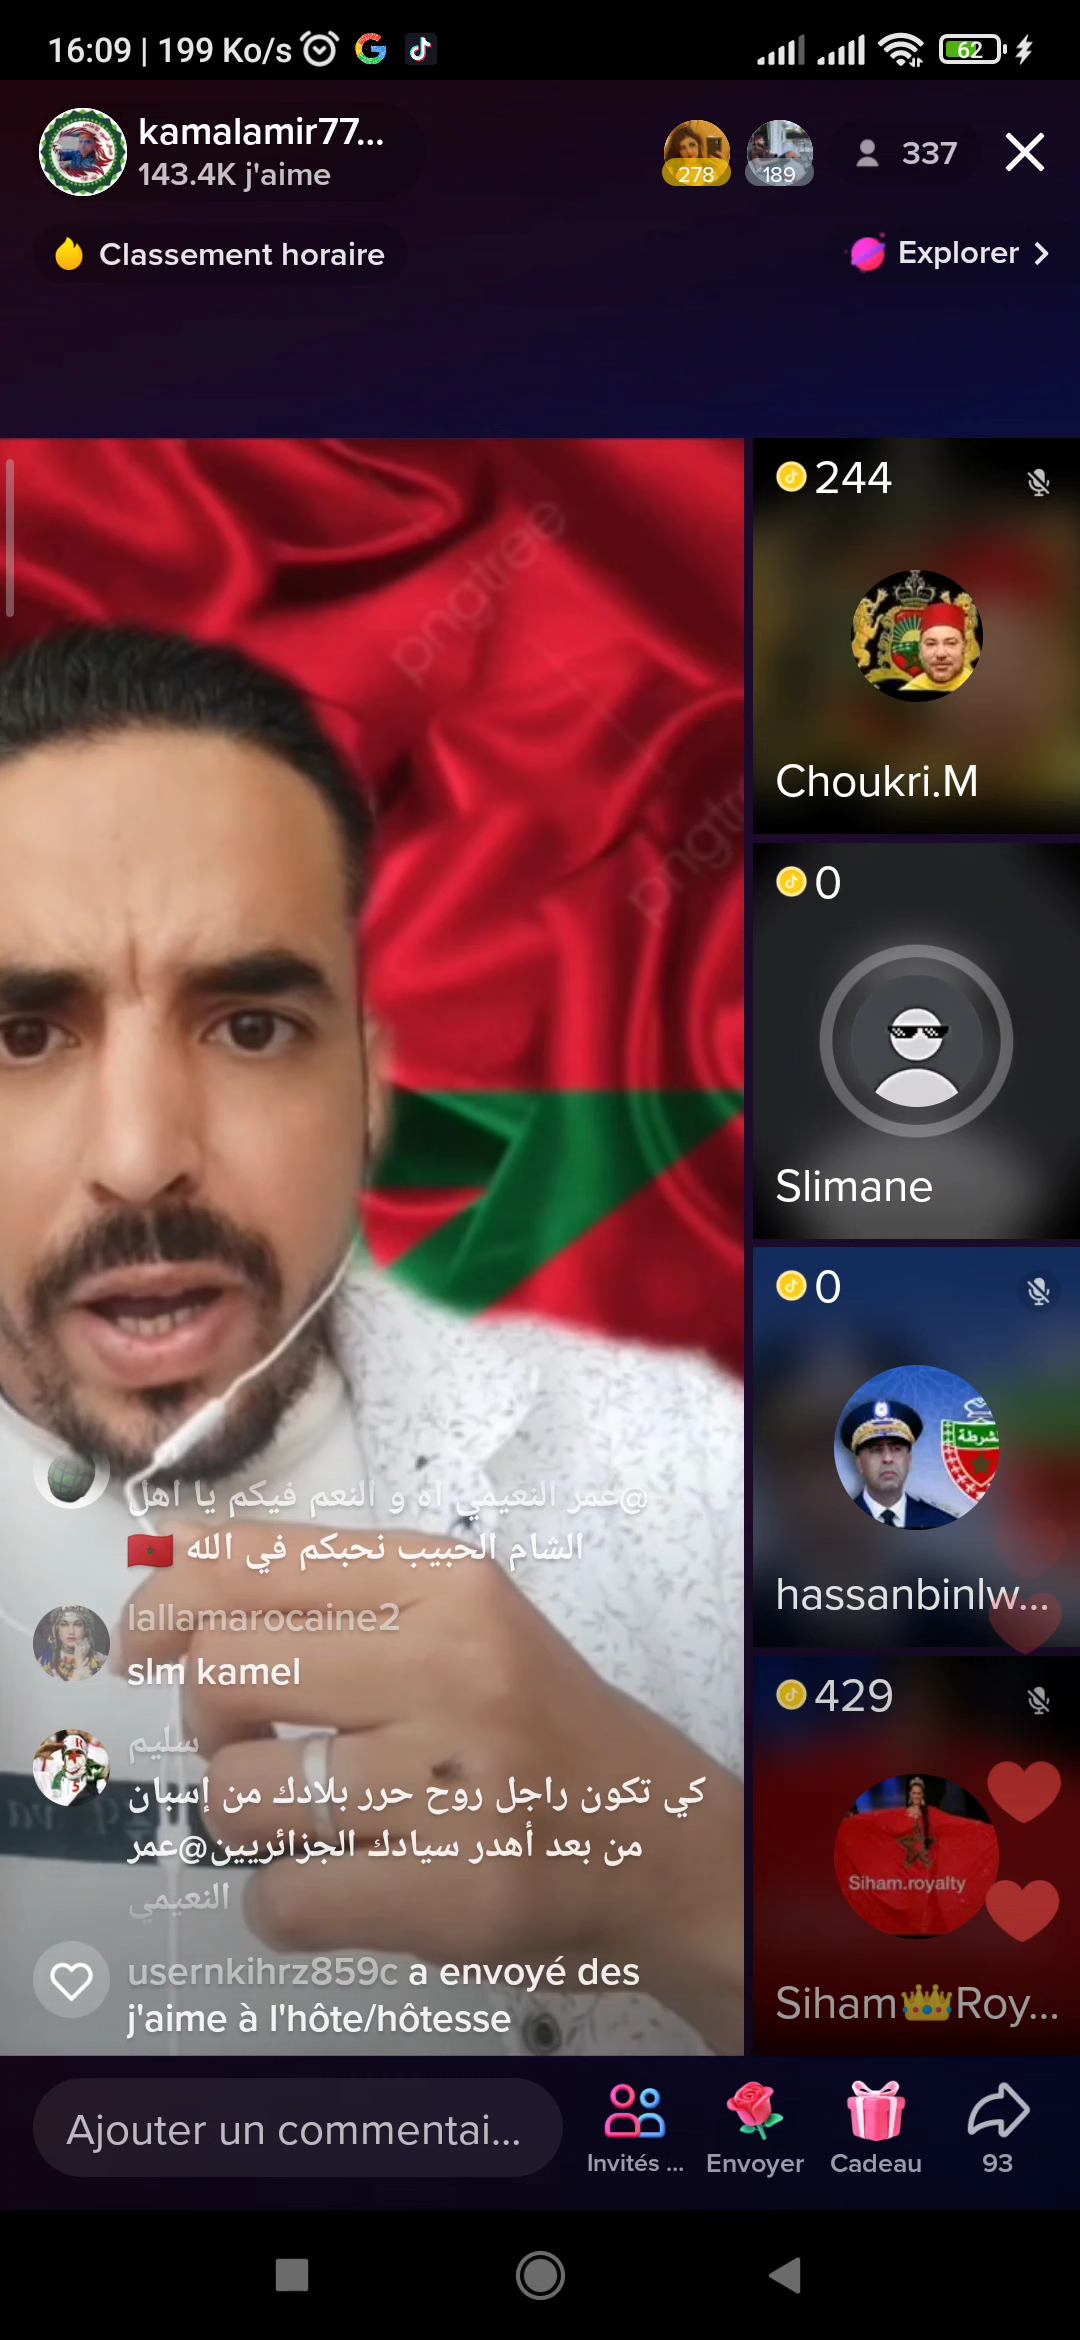 16:09 | 199 Ko/s
62
kamalamir77...
143.4K j'aime
278
189
337
Classement horaire
Explorer
pngtree
244
Choukri.M
0
Slimane
0
الشرطة
hassanbinlw...
429
Siham.royalty
Siham👑Roy...
@عمر النعيمي اه و النعم فيكم يا اهل
الشام الحبيب نحبكم في الله 🇲🇦
lallamarocaine2
slm kamel
سليم
كي تكون راجل روح حرر بلادك من إسبان
من بعد أهدر سيادك الجزائريين@عمر
النعيمي
usernkihrz859c a envoyé des
j'aime à l'hôte/hôtesse
Ajouter un commentai...
Invités ...
Envoyer
Cadeau
93